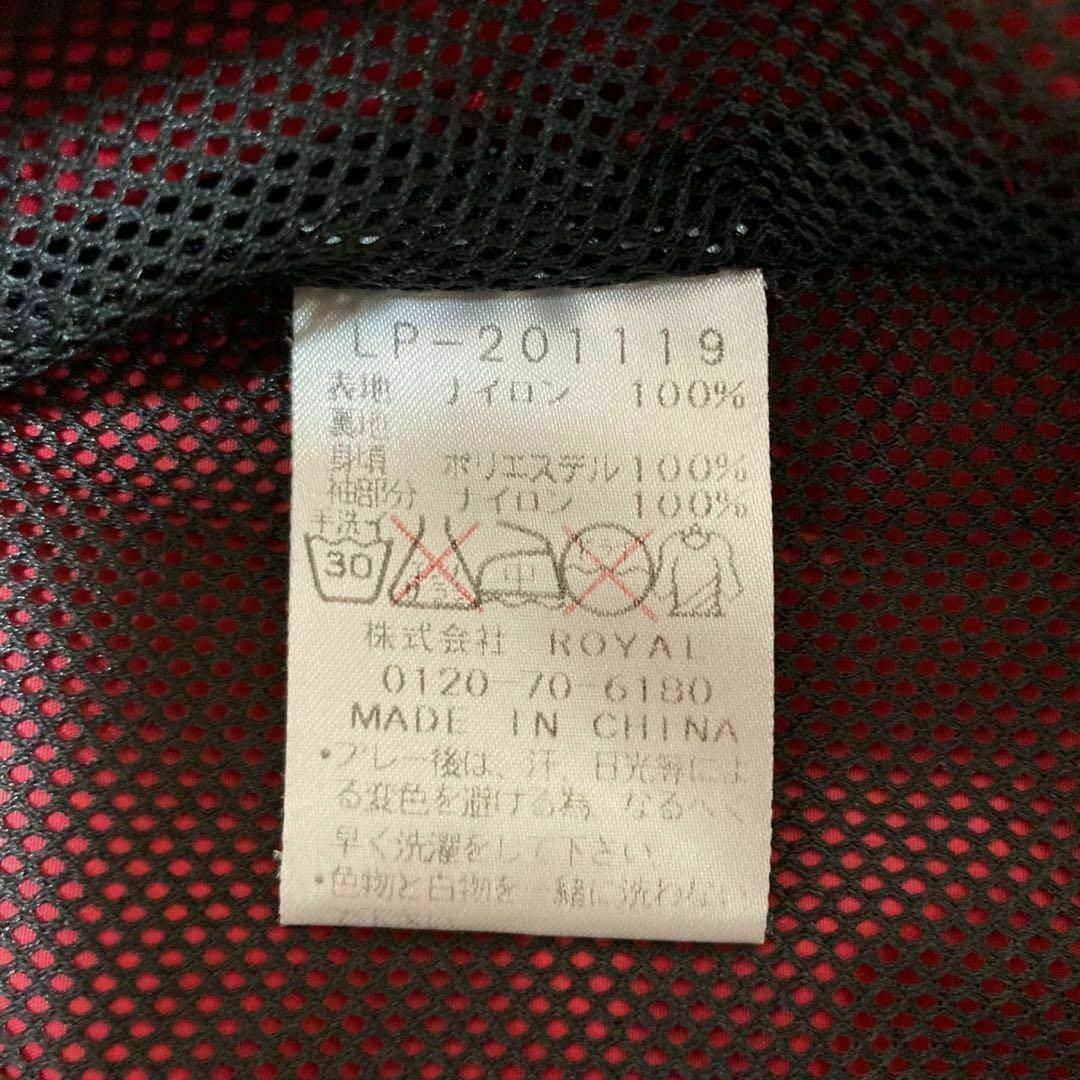 LP-201119
表地 ナイロン 100%
裏地
身頃 ポリエステル 100%
袖部分 ナイロン 100%
手洗イ
30
株式会社 ROYAL
0120-70-6180
MADE IN CHINA
・プレー後は、汗、日光等によ
る変色を避ける為 なるべく
早く洗濯をして下さい
・色物と白物を一緒に洗わない